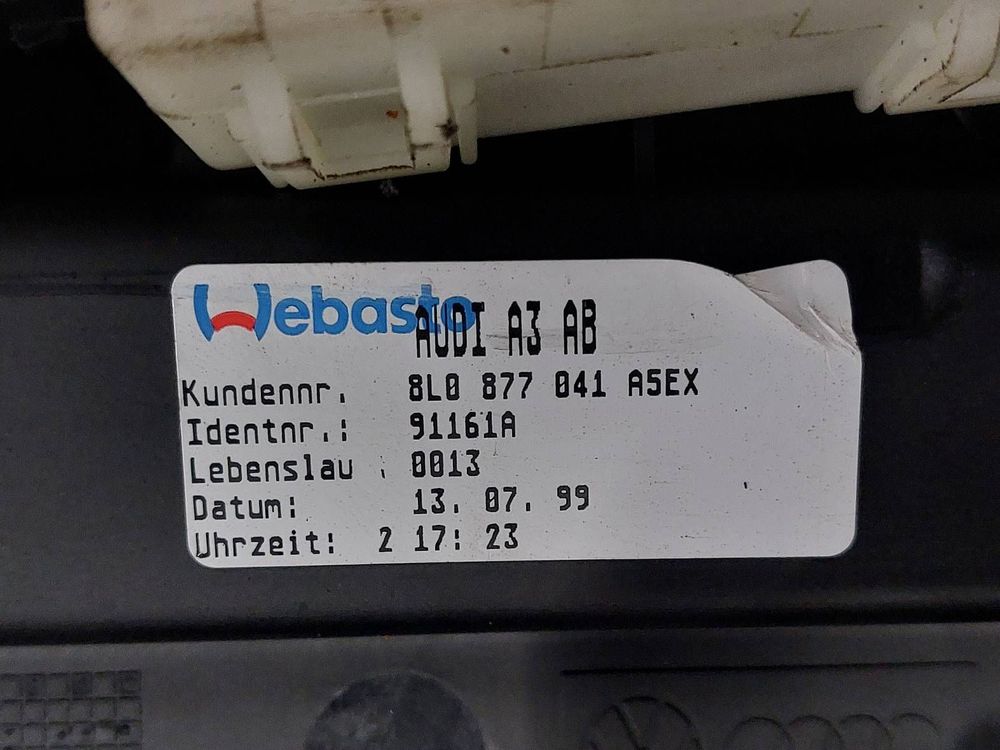 Webasto
AUDI A3 AB
Kundennr. 8L0 877 041 A5EX
Identnr.: 91161A
Lebenslau . 0013
Datum: 13. 07. 99
Uhrzeit: 2 17: 23